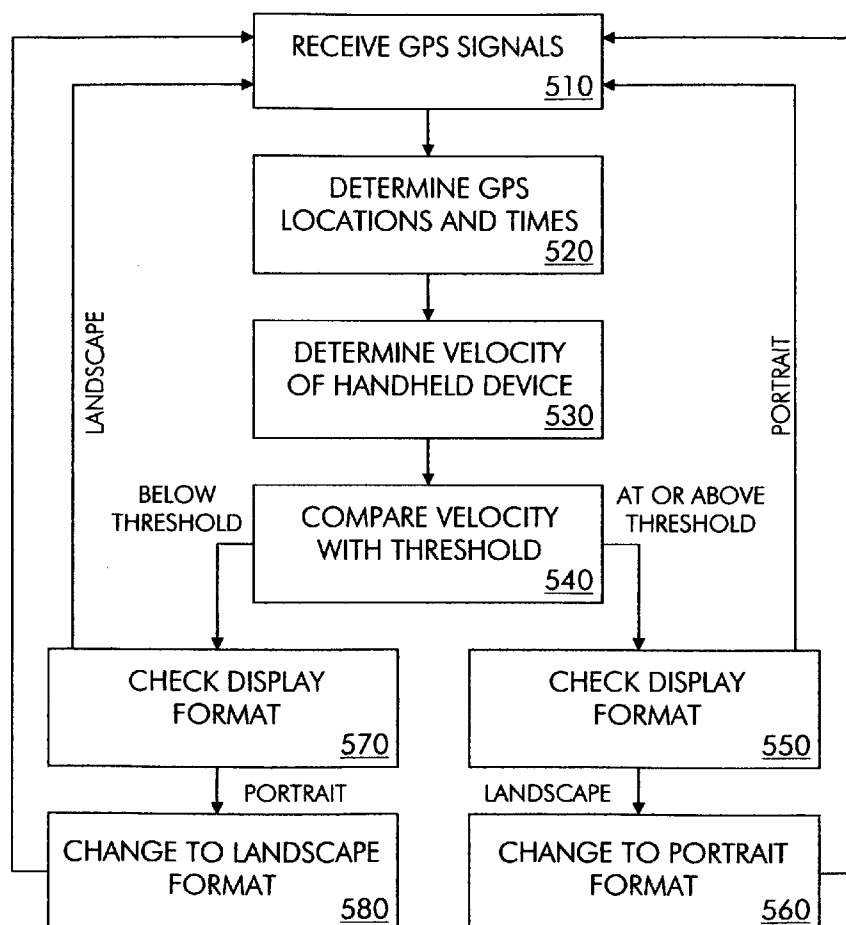 RECEIVE GPS SIGNALS
510
DETERMINE GPS
LOCATIONS AND TIMES
520
DETERMINE VELOCITY
OF HANDHELD DEVICE
530
LANDSCAPE
PORTRAIT
BELOW
THRESHOLD
COMPARE VELOCITY
WITH THRESHOLD
540
AT OR ABOVE
THRESHOLD
CHECK DISPLAY
FORMAT
570
CHECK DISPLAY
FORMAT
550
PORTRAIT
LANDSCAPE
CHANGE TO LANDSCAPE
FORMAT
580
CHANGE TO PORTRAIT
FORMAT
560